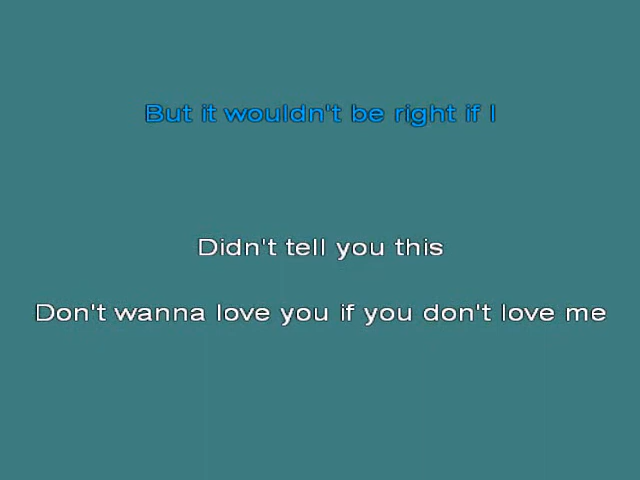 But it wouldn't be right if I
Didn't tell you this
Don't wanna love you if you don't love me